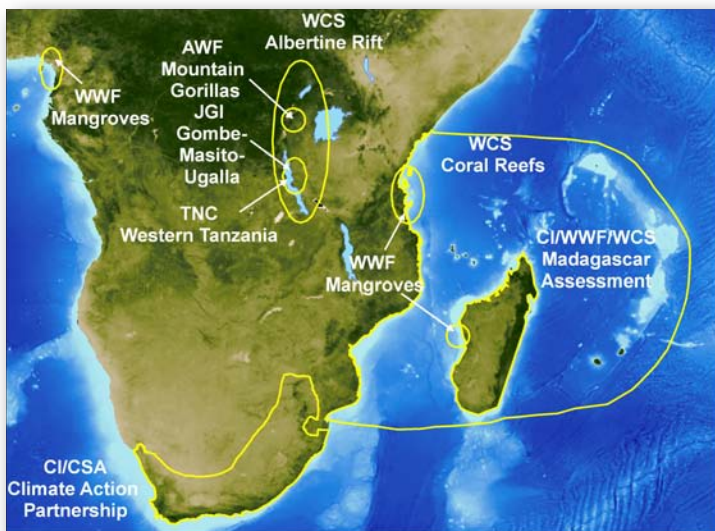 WCS
Albertine Rift
AWF
Mountain
Gorillas
JGI
Gombe-
Masito-
Ugalla
WWF
Mangroves
TNC
Western Tanzania
WCS
Coral Reefs
WWF
Mangroves
CI/WWF/WCS
Madagascar
Assessment
CI/CSA
Climate Action
Partnership